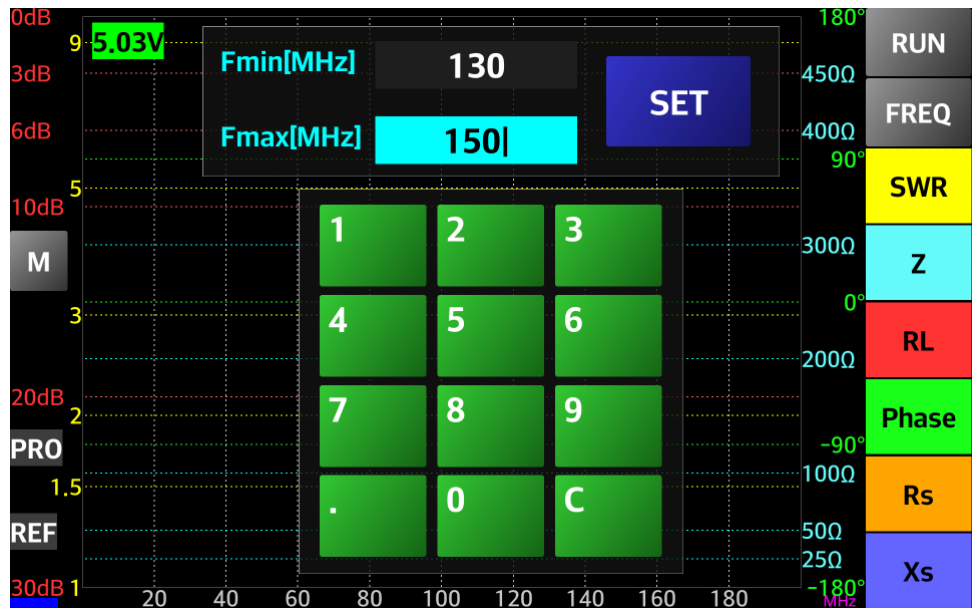 0dB
180°
9
5.03V
Fmin[MHz]
130
RUN
3dB
450Ω
SET
FREQ
6dB
Fmax[MHz]
150
400Ω
90°
5
SWR
10dB
1
2
3
300Ω
M
Z
0°
3
4
5
6
RL
200Ω
20dB
2
7
8
9
Phase
PRO
-90°
100Ω
1.5
.
0
C
Rs
REF
50Ω
25Ω
Xs
30dB
1
-180°
20
40
60
80
100
120
140
160
180
MHz